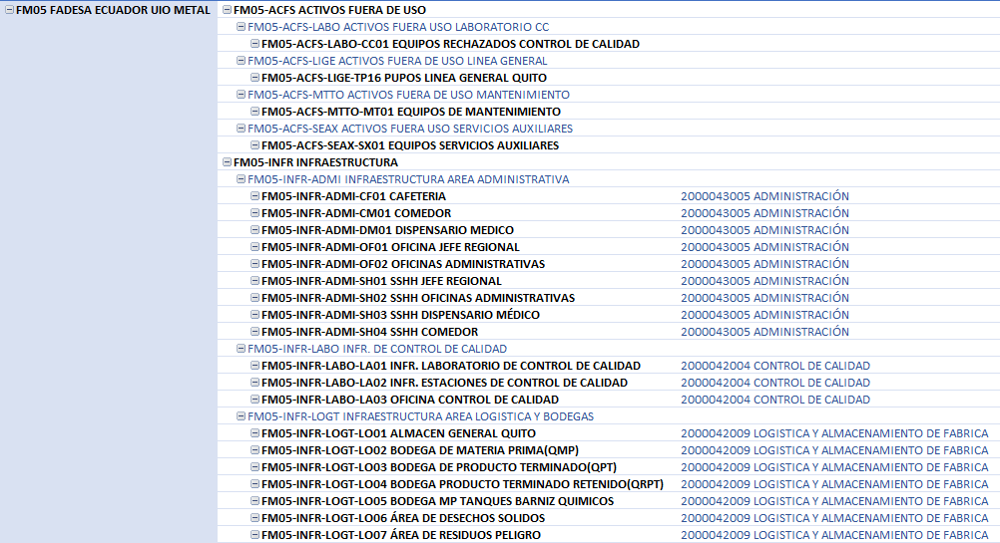 FM05 FADESA ECUADOR UIO METAL FM05-ACFS ACTIVOS FUERA DE USO
FM05-ACFS-LABO ACTIVOS FUERA USO LABORATORIO CC
FM05-ACFS-LABO-CC01 EQUIPOS RECHAZADOS CONTROL DE CALIDAD
FM05-ACFS-LIGE ACTIVOS FUERA DE USO LINEA GENERAL
FM05-ACFS-LIGE-TP16 PUPOS LINEA GENERAL QUITO
FM05-ACFS-MTTO ACTIVOS FUERA DE USO MANTENIMIENTO
FM05-ACFS-MTTO-MT01 EQUIPOS DE MANTENIMIENTO
FM05-ACFS-SEAX ACTIVOS FUERA USO SERVICIOS AUXILIARES
FM05-ACFS-SEAX-SX01 EQUIPOS SERVICIOS AUXILIARES
FM05-INFR INFRAESTRUCTURA
FM05-INFR-ADMI INFRAESTRUCTURA AREA ADMINISTRATIVA
FM05-INFR-ADMI-CF01 CAFETERIA 2000043005 ADMINISTRACIÓN
FM05-INFR-ADMI-CM01 COMEDOR 2000043005 ADMINISTRACIÓN
FM05-INFR-ADMI-DM01 DISPENSARIO MEDICO 2000043005 ADMINISTRACIÓN
FM05-INFR-ADMI-OF01 OFICINA JEFE REGIONAL 2000043005 ADMINISTRACIÓN
FM05-INFR-ADMI-OF02 OFICINAS ADMINISTRATIVAS 2000043005 ADMINISTRACIÓN
FM05-INFR-ADMI-SH01 SSHH JEFE REGIONAL 2000043005 ADMINISTRACIÓN
FM05-INFR-ADMI-SH02 SSHH OFICINAS ADMINISTRATIVAS 2000043005 ADMINISTRACIÓN
FM05-INFR-ADMI-SH03 SSHH DISPENSARIO MÉDICO 2000043005 ADMINISTRACIÓN
FM05-INFR-ADMI-SH04 SSHH COMEDOR 2000043005 ADMINISTRACIÓN
FM05-INFR-LABO INFR. DE CONTROL DE CALIDAD
FM05-INFR-LABO-LA01 INFR. LABORATORIO DE CONTROL DE CALIDAD 2000042004 CONTROL DE CALIDAD
FM05-INFR-LABO-LA02 INFR. ESTACIONES DE CONTROL DE CALIDAD 2000042004 CONTROL DE CALIDAD
FM05-INFR-LABO-LA03 OFICINA CONTROL DE CALIDAD 2000042004 CONTROL DE CALIDAD
FM05-INFR-LOGT INFRAESTRUCTURA AREA LOGISTICA Y BODEGAS
FM05-INFR-LOGT-LO01 ALMACEN GENERAL QUITO 2000042009 LOGISTICA Y ALMACENAMIENTO DE FABRICA
FM05-INFR-LOGT-LO02 BODEGA DE MATERIA PRIMA(QMP) 2000042009 LOGISTICA Y ALMACENAMIENTO DE FABRICA
FM05-INFR-LOGT-LO03 BODEGA DE PRODUCTO TERMINADO(QPT) 2000042009 LOGISTICA Y ALMACENAMIENTO DE FABRICA
FM05-INFR-LOGT-LO04 BODEGA PRODUCTO TERMINADO RETENIDO(QRPT) 2000042009 LOGISTICA Y ALMACENAMIENTO DE FABRICA
FM05-INFR-LOGT-LO05 BODEGA MP TANQUES BARNIZ QUIMICOS 2000042009 LOGISTICA Y ALMACENAMIENTO DE FABRICA
FM05-INFR-LOGT-LO06 ÁREA DE DESECHOS SOLIDOS 2000042009 LOGISTICA Y ALMACENAMIENTO DE FABRICA
FM05-INFR-LOGT-LO07 ÁREA DE RESIDUOS PELIGRO 2000042009 LOGISTICA Y ALMACENAMIENTO DE FABRICA